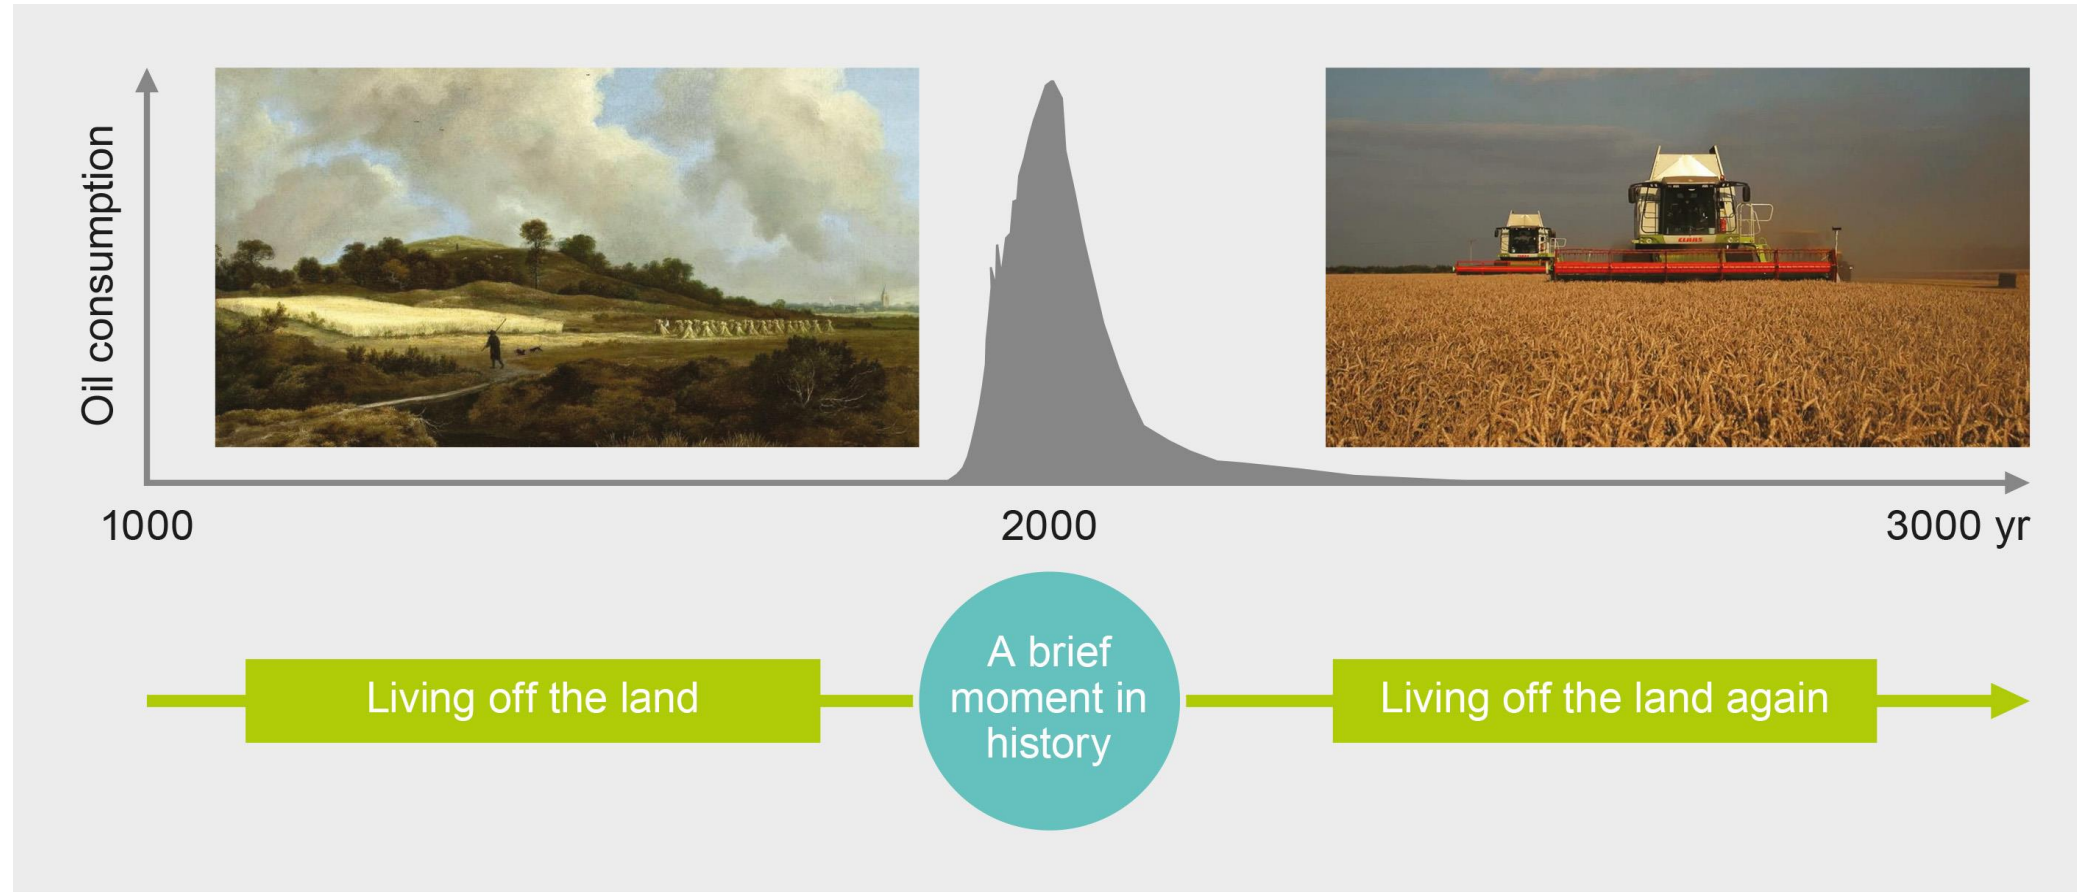 Oil consumption
CLAAS
1000
2000
3000 yr
Living off the land
A brief
moment in
history
Living off the land again